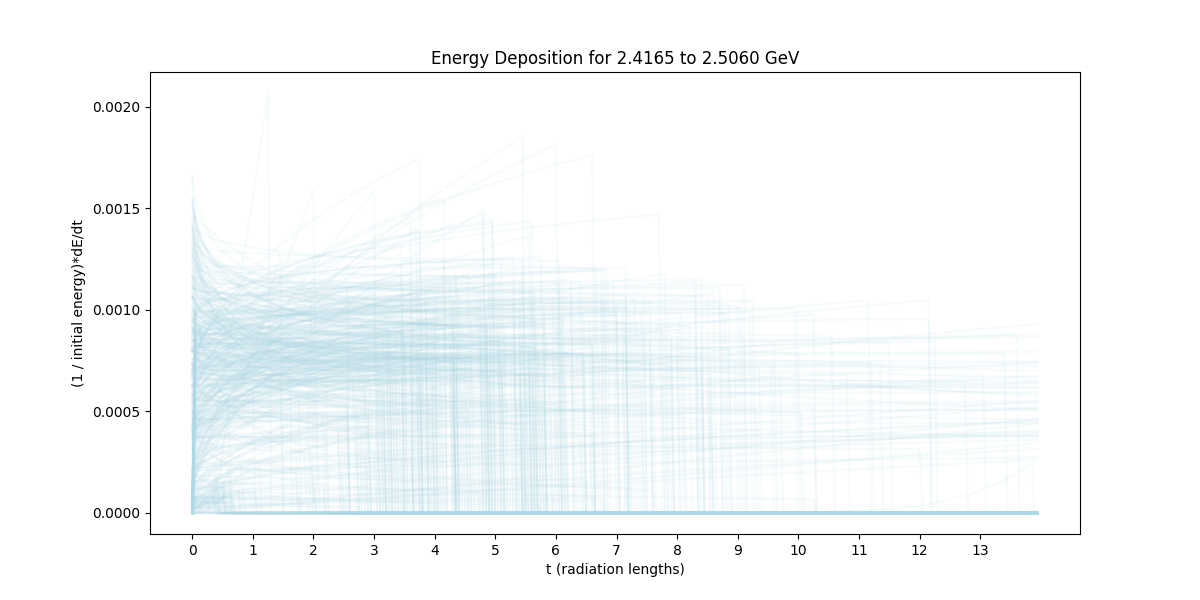 Energy Deposition for 2.4165 to 2.5060 GeV
(1 / initial energy)*dE/dt
0.0020
0.0015
0.0010
0.0005
0.0000
0 1 2 3 4 5 6 7 8 9 10 11 12 13
t (radiation lengths)